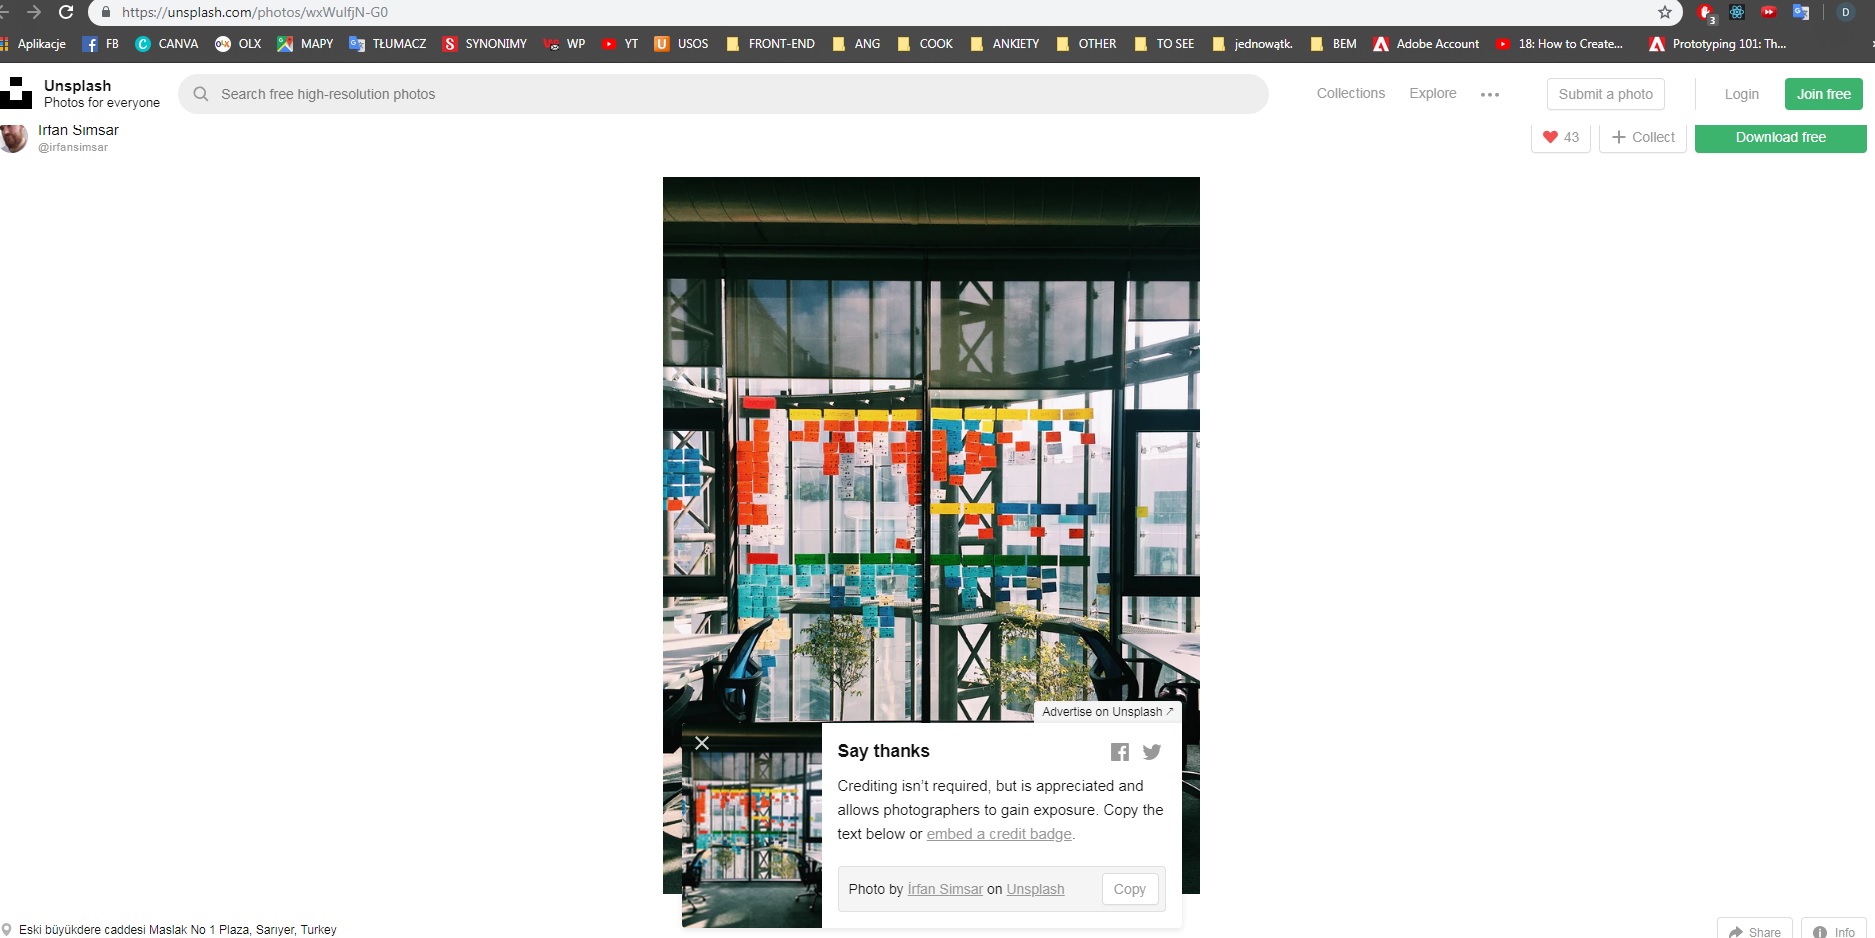 https://unsplash.com/photos/wxWulfjN-G0
3
D
Aplikacje FB CANVA OLX MAPY TŁUMACZ SYNONIMY WP YT USOS FRONT-END ANG COOK ANKIETY OTHER TO SEE jednowątk. BEM Adobe Account 18: How to Create... Prototyping 101: Th...
Unsplash
Photos for everyone
Search free high-resolution photos
Collections Explore Submit a photo Login Join free
Irfan Simsar
@irfansimsar
43 Collect Download free
Advertise on Unsplash ↗
Say thanks
Crediting isn’t required, but is appreciated and
allows photographers to gain exposure. Copy the
text below or embed a credit badge.
Photo by İrfan Simsar on Unsplash Copy
Eski büyükdere caddesi Maslak No 1 Plaza, Sarıyer, Turkey
Share Info